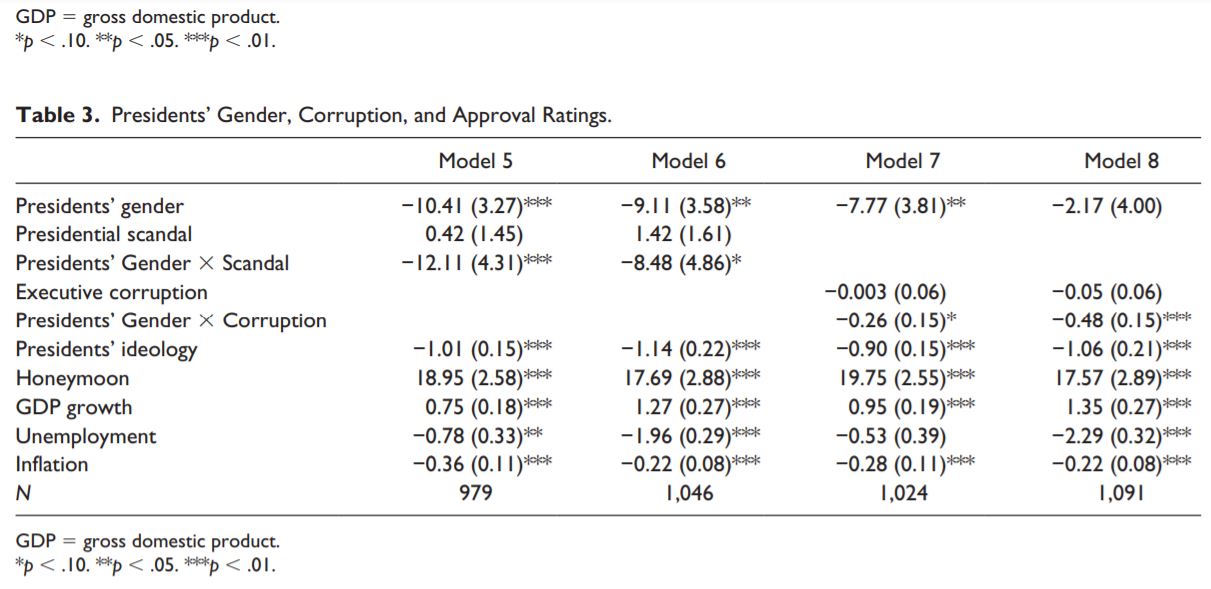 GDP = gross domestic product.
*p < .10. **p < .05. ***p < .01.
Table 3. Presidents' Gender, Corruption, and Approval Ratings.
Model 5 Model 6 Model 7 Model 8
Presidents' gender −10.41 (3.27)*** −9.11 (3.58)** −7.77 (3.81)** −2.17 (4.00)
Presidential scandal 0.42 (1.45) 1.42 (1.61)
Presidents' Gender × Scandal −12.11 (4.31)*** −8.48 (4.86)*
Executive corruption −0.003 (0.06) −0.05 (0.06)
Presidents' Gender × Corruption −0.26 (0.15)* −0.48 (0.15)***
Presidents' ideology −1.01 (0.15)*** −1.14 (0.22)*** −0.90 (0.15)*** −1.06 (0.21)***
Honeymoon 18.95 (2.58)*** 17.69 (2.88)*** 19.75 (2.55)*** 17.57 (2.89)***
GDP growth 0.75 (0.18)*** 1.27 (0.27)*** 0.95 (0.19)*** 1.35 (0.27)***
Unemployment −0.78 (0.33)** −1.96 (0.29)*** −0.53 (0.39) −2.29 (0.32)***
Inflation −0.36 (0.11)*** −0.22 (0.08)*** −0.28 (0.11)*** −0.22 (0.08)***
N 979 1,046 1,024 1,091
GDP = gross domestic product.
*p < .10. **p < .05. ***p < .01.